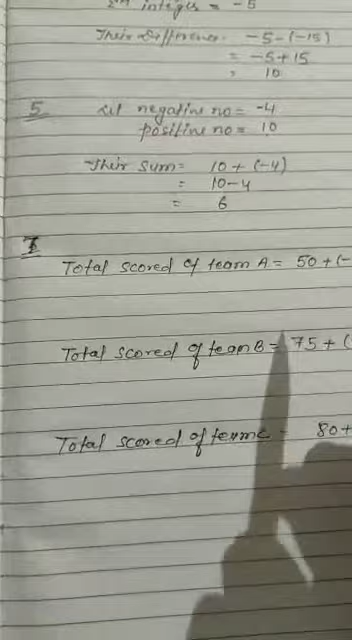 integer = -5
Their difference = -5-(-15)
= -5+15
= 10
5 Let negative no = -4
positive no = 10
Their sum = 10 + (-4)
= 10-4
= 6
7
Total scored of team A = 50 + (-
Total scored of team B = 75 + (
Total scored of team C = 80 +